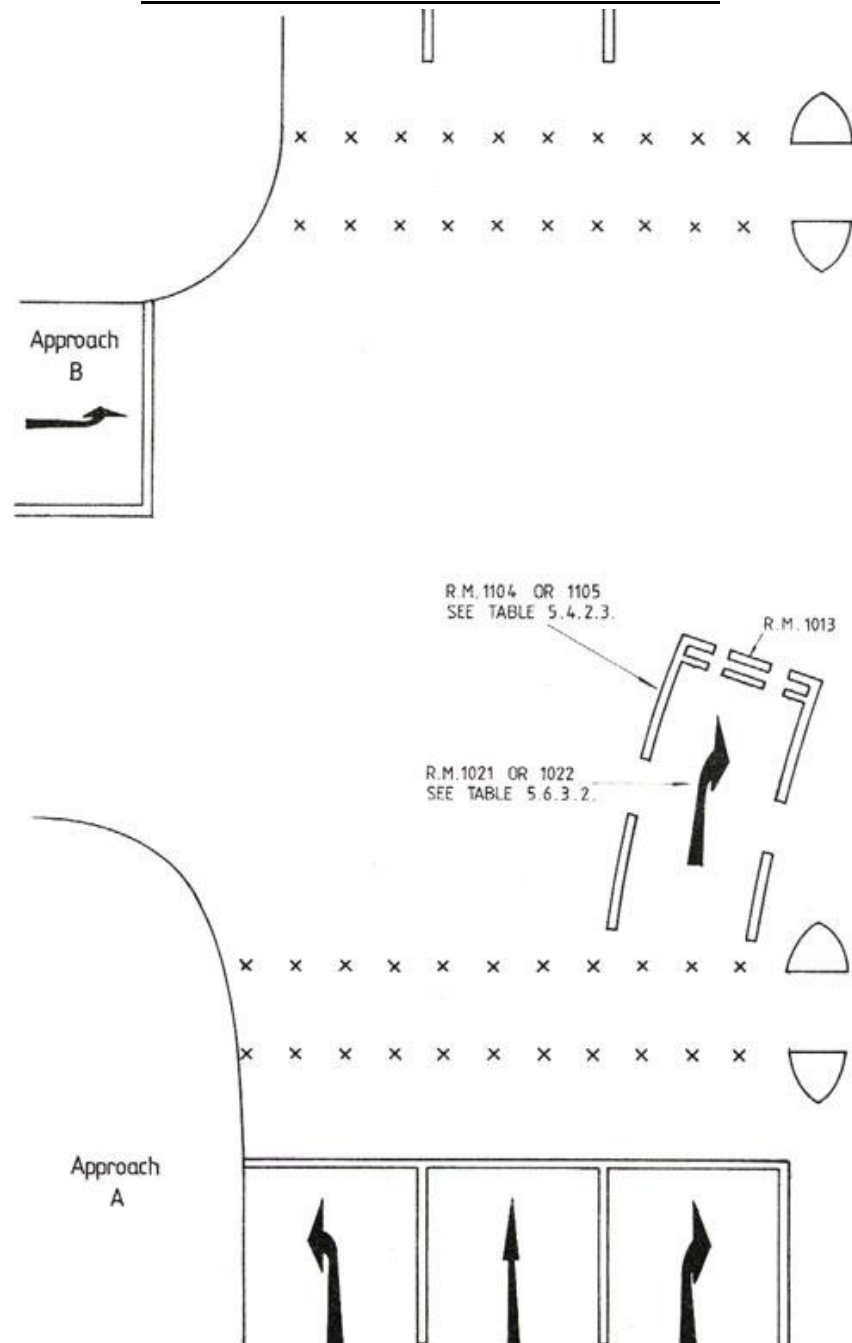 Approach
B
R.M.1104 OR 1105
SEE TABLE 5.4.2.3.
R.M.1013
R.M.1021 OR 1022
SEE TABLE 5.6.3.2.
Approach
A